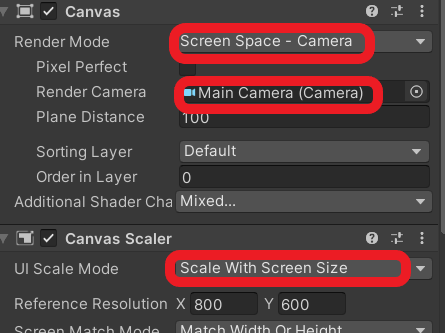 Canvas
Render Mode Screen Space - Camera
Pixel Perfect
Render Camera Main Camera (Camera)
Plane Distance 100
Sorting Layer Default
Order in Layer 0
Additional Shader Cha Mixed...
Canvas Scaler
UI Scale Mode Scale With Screen Size
Reference Resolution X 800 Y 600
Screen Match Mode Match Width Or Height